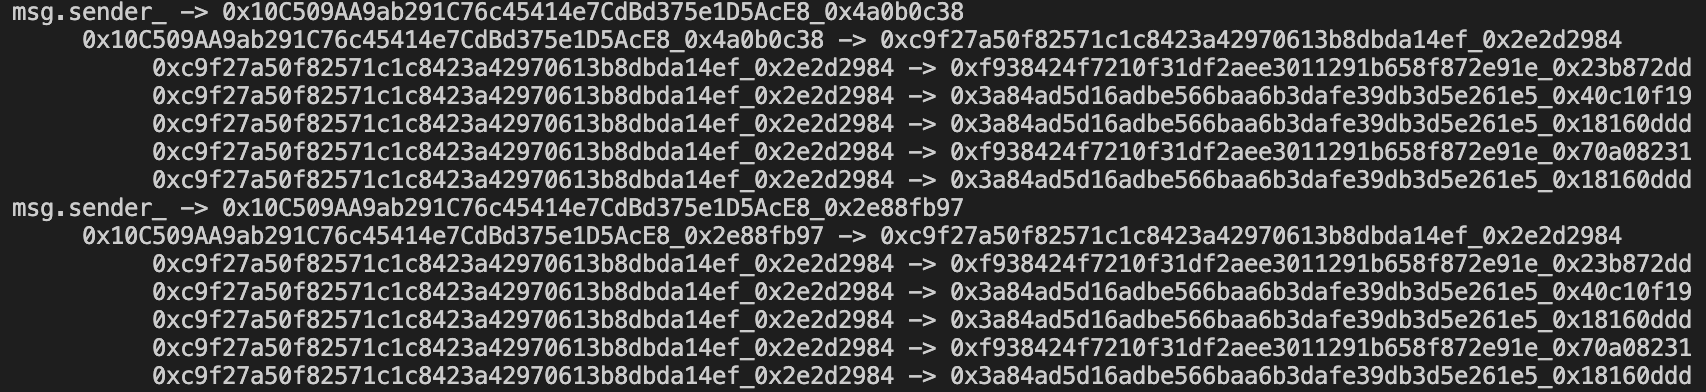 msg.sender_ –> 0x10C509AA9ab291C76c45414e7CdBd375e1D5AcE8_0x4a0b0c38
0x10C509AA9ab291C76c45414e7CdBd375e1D5AcE8_0x4a0b0c38 –> 0xc9f27a50f82571c1c8423a42970613b8dbda14ef_0x2e2d2984
0xc9f27a50f82571c1c8423a42970613b8dbda14ef_0x2e2d2984 –> 0xf938424f7210f31df2aee3011291b658f872e91e_0x23b872dd
0xc9f27a50f82571c1c8423a42970613b8dbda14ef_0x2e2d2984 –> 0x3a84ad5d16adbe566baa6b3dafe39db3d5e261e5_0x40c10f19
0xc9f27a50f82571c1c8423a42970613b8dbda14ef_0x2e2d2984 –> 0x3a84ad5d16adbe566baa6b3dafe39db3d5e261e5_0x18160ddd
0xc9f27a50f82571c1c8423a42970613b8dbda14ef_0x2e2d2984 –> 0xf938424f7210f31df2aee3011291b658f872e91e_0x70a08231
0xc9f27a50f82571c1c8423a42970613b8dbda14ef_0x2e2d2984 –> 0x3a84ad5d16adbe566baa6b3dafe39db3d5e261e5_0x18160ddd
msg.sender_ –> 0x10C509AA9ab291C76c45414e7CdBd375e1D5AcE8_0x2e88fb97
0x10C509AA9ab291C76c45414e7CdBd375e1D5AcE8_0x2e88fb97 –> 0xc9f27a50f82571c1c8423a42970613b8dbda14ef_0x2e2d2984
0xc9f27a50f82571c1c8423a42970613b8dbda14ef_0x2e2d2984 –> 0xf938424f7210f31df2aee3011291b658f872e91e_0x23b872dd
0xc9f27a50f82571c1c8423a42970613b8dbda14ef_0x2e2d2984 –> 0x3a84ad5d16adbe566baa6b3dafe39db3d5e261e5_0x40c10f19
0xc9f27a50f82571c1c8423a42970613b8dbda14ef_0x2e2d2984 –> 0x3a84ad5d16adbe566baa6b3dafe39db3d5e261e5_0x18160ddd
0xc9f27a50f82571c1c8423a42970613b8dbda14ef_0x2e2d2984 –> 0xf938424f7210f31df2aee3011291b658f872e91e_0x70a08231
0xc9f27a50f82571c1c8423a42970613b8dbda14ef_0x2e2d2984 –> 0x3a84ad5d16adbe566baa6b3dafe39db3d5e261e5_0x18160ddd